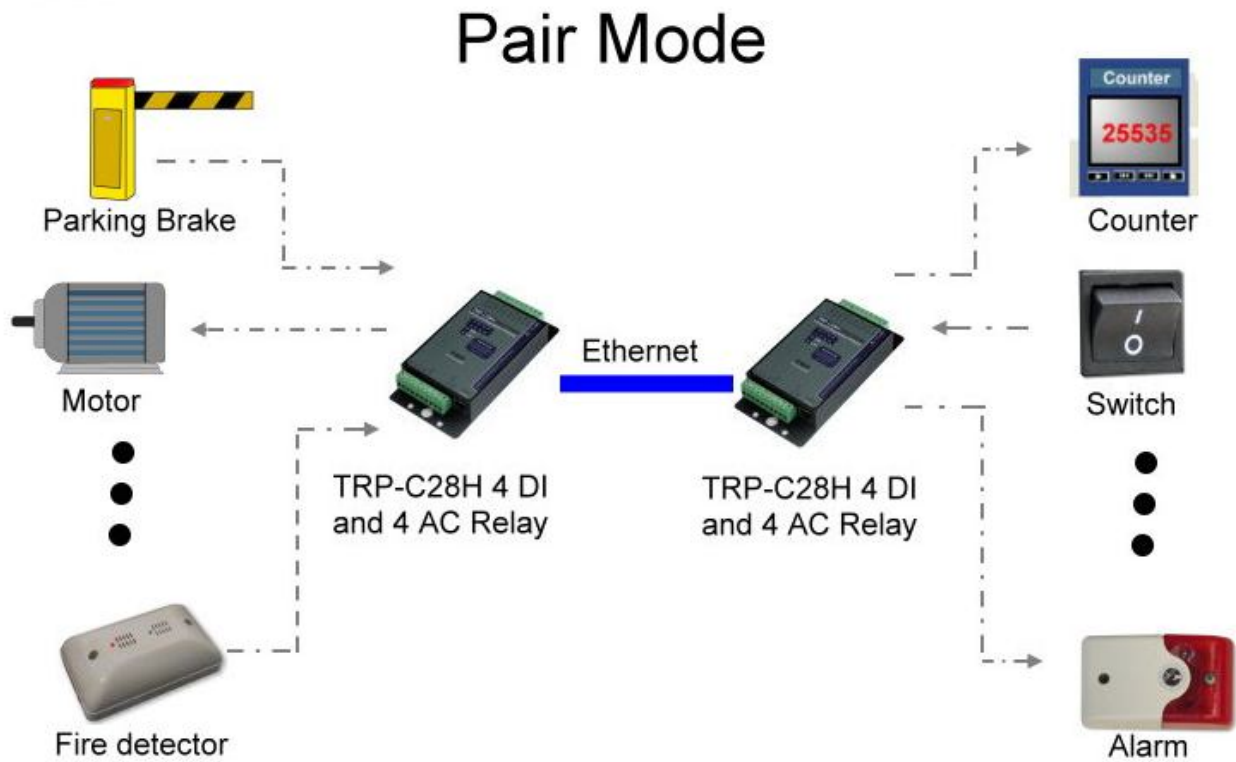 Pair Mode
Counter
25535
Parking Brake
Counter
Motor
Ethernet
I
O
Switch
TRP-C28H 4 DI
and 4 AC Relay
TRP-C28H 4 DI
and 4 AC Relay
Fire detector
Alarm